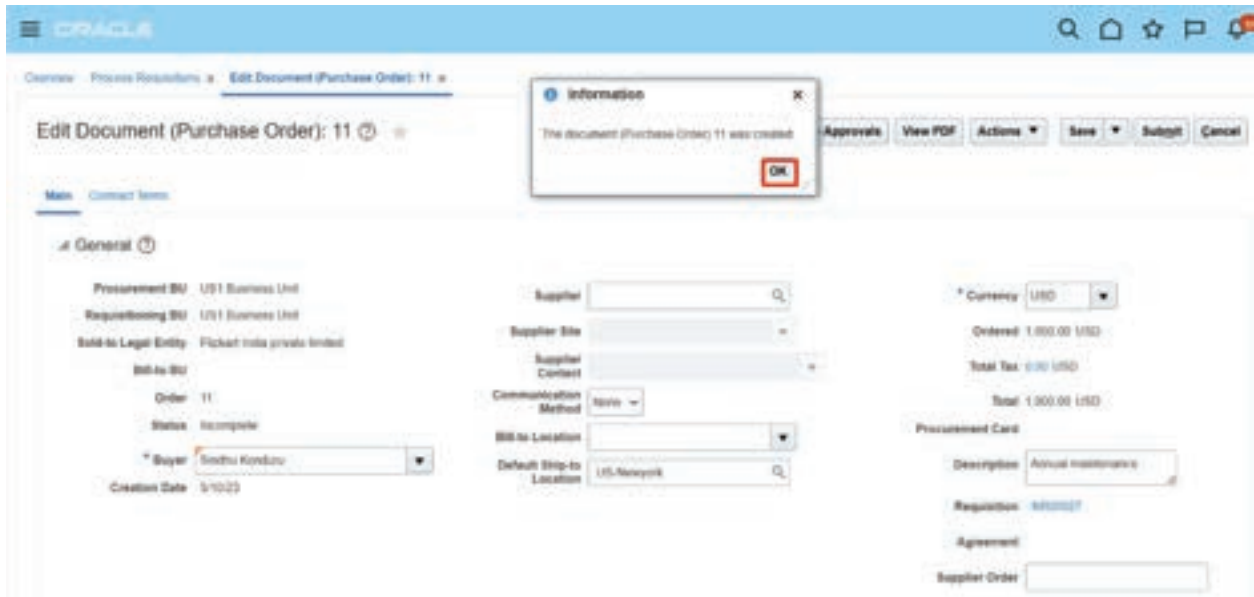 ORACLE
Overview Process Requisitions x Edit Document (Purchase Order): 11 x
Information x
The document (Purchase Order) 11 was created
OK
Edit Document (Purchase Order): 11
Approvals View PDF Actions Save Submit Cancel
Main Contract Terms
General
Procurement BU US1 Business Unit
Requisitioning BU US1 Business Unit
Sold-to Legal Entity Flipkart India private limited
Bill-to BU
Order 11
Status Incomplete
* Buyer Sindhu Konduru
Creation Date 5/10/23
Supplier
Supplier Site
Supplier Contact
Communication Method None
Bill-to Location
Default Ship-to Location US-Newyork
* Currency USD
Ordered 1,000.00 USD
Total Tax 0.00 USD
Total 1,000.00 USD
Procurement Card
Description Annual maintenance
Requisition
Agreement
Supplier Order